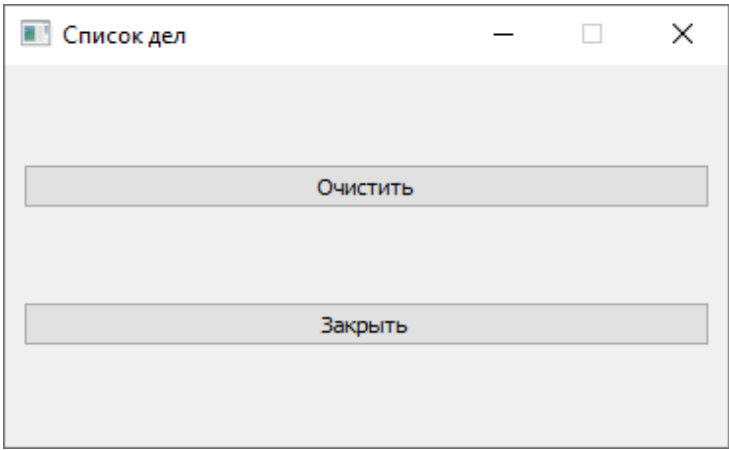 Список дел
Очистить
Закрыть